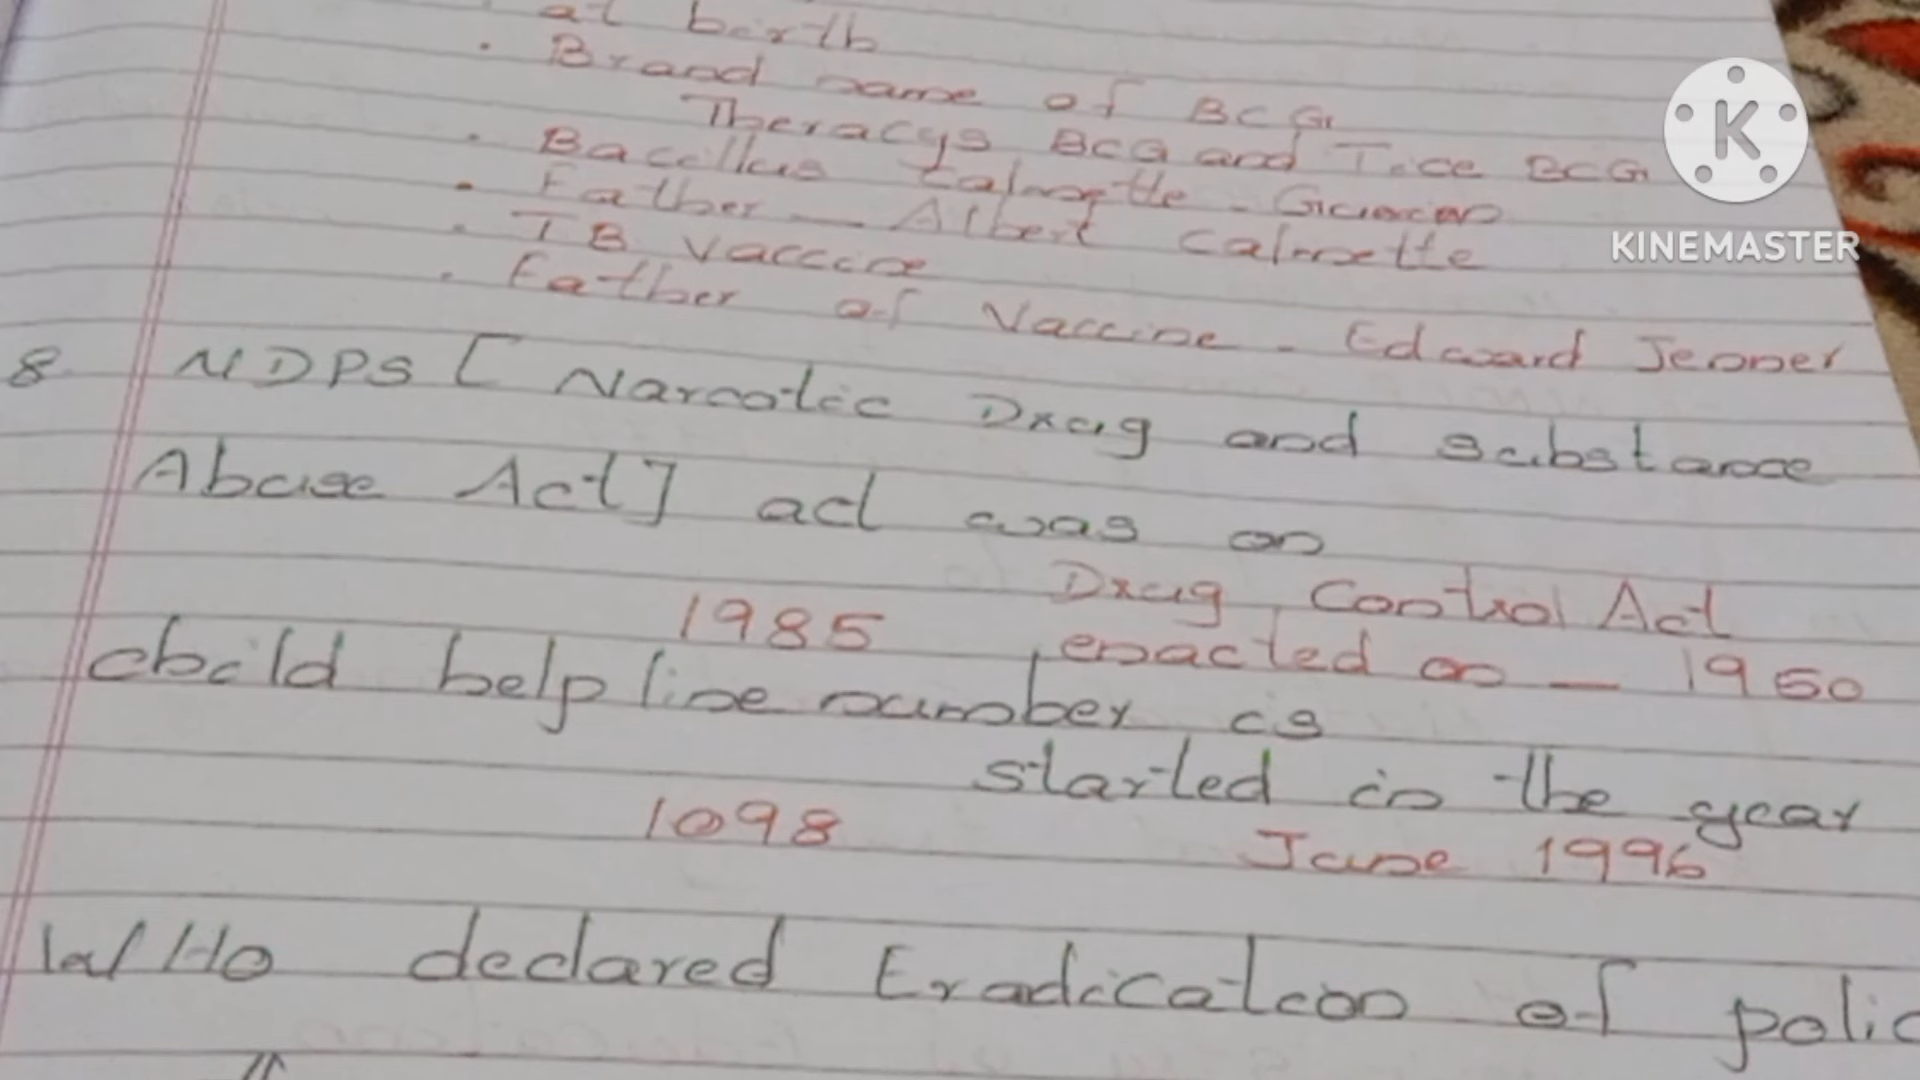 at birth
• Brand name of BCG
Theracys BCG and Tice BCG
• Bacillus Calmette - Guerin
• Father - Albert Calmette
• TB Vaccine
• Father of Vaccine - Edward Jenner
8 NDPS [ Narcotic Drug and Substance
Abuse Act] act was on
1985
Drug Control Act
enacted on - 1950
child help line number is
started in the year
1098
June 1996
WHO declared Eradication of polio
K
KINEMASTER